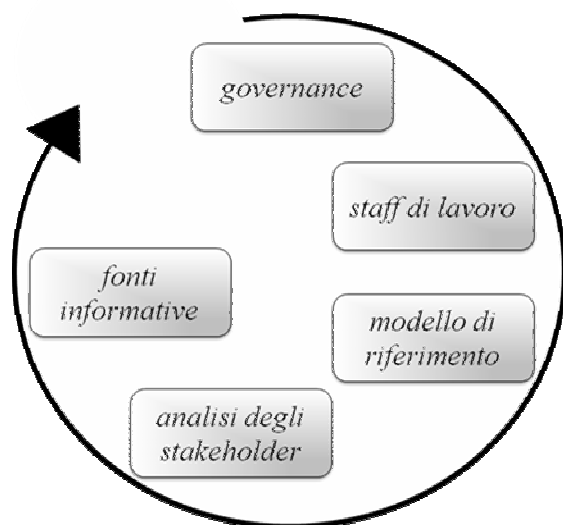 governance
staff di lavoro
modello di
riferimento
analisi degli
stakeholder
fonti
informative